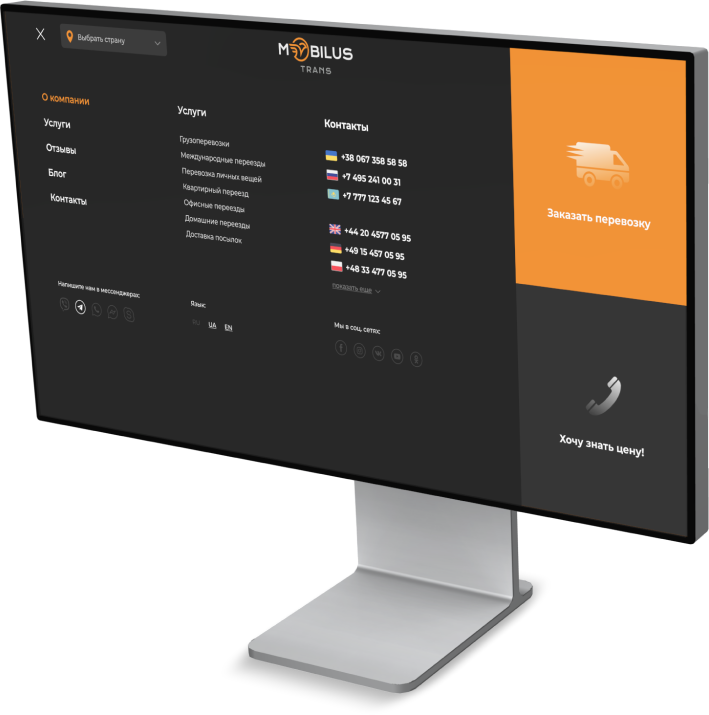 Выбрать страну
MOBILUS
TRANS
О компании
Услуги
Отзывы
Блог
Контакты
Услуги
Грузоперевозки
Международные переезды
Перевозка личных вещей
Квартирный переезд
Офисные переезды
Домашние переезды
Доставка посылок
Контакты
+38 067 358 58 58
+7 495 241 00 31
+7 777 123 45 67
+44 20 4577 05 95
+49 15 457 05 95
+48 33 477 05 95
показать еще
Напишите нам в мессенджерах:
Язык:
RU UA EN
Мы в соц. сетях:
Заказать перевозку
Хочу знать цену!